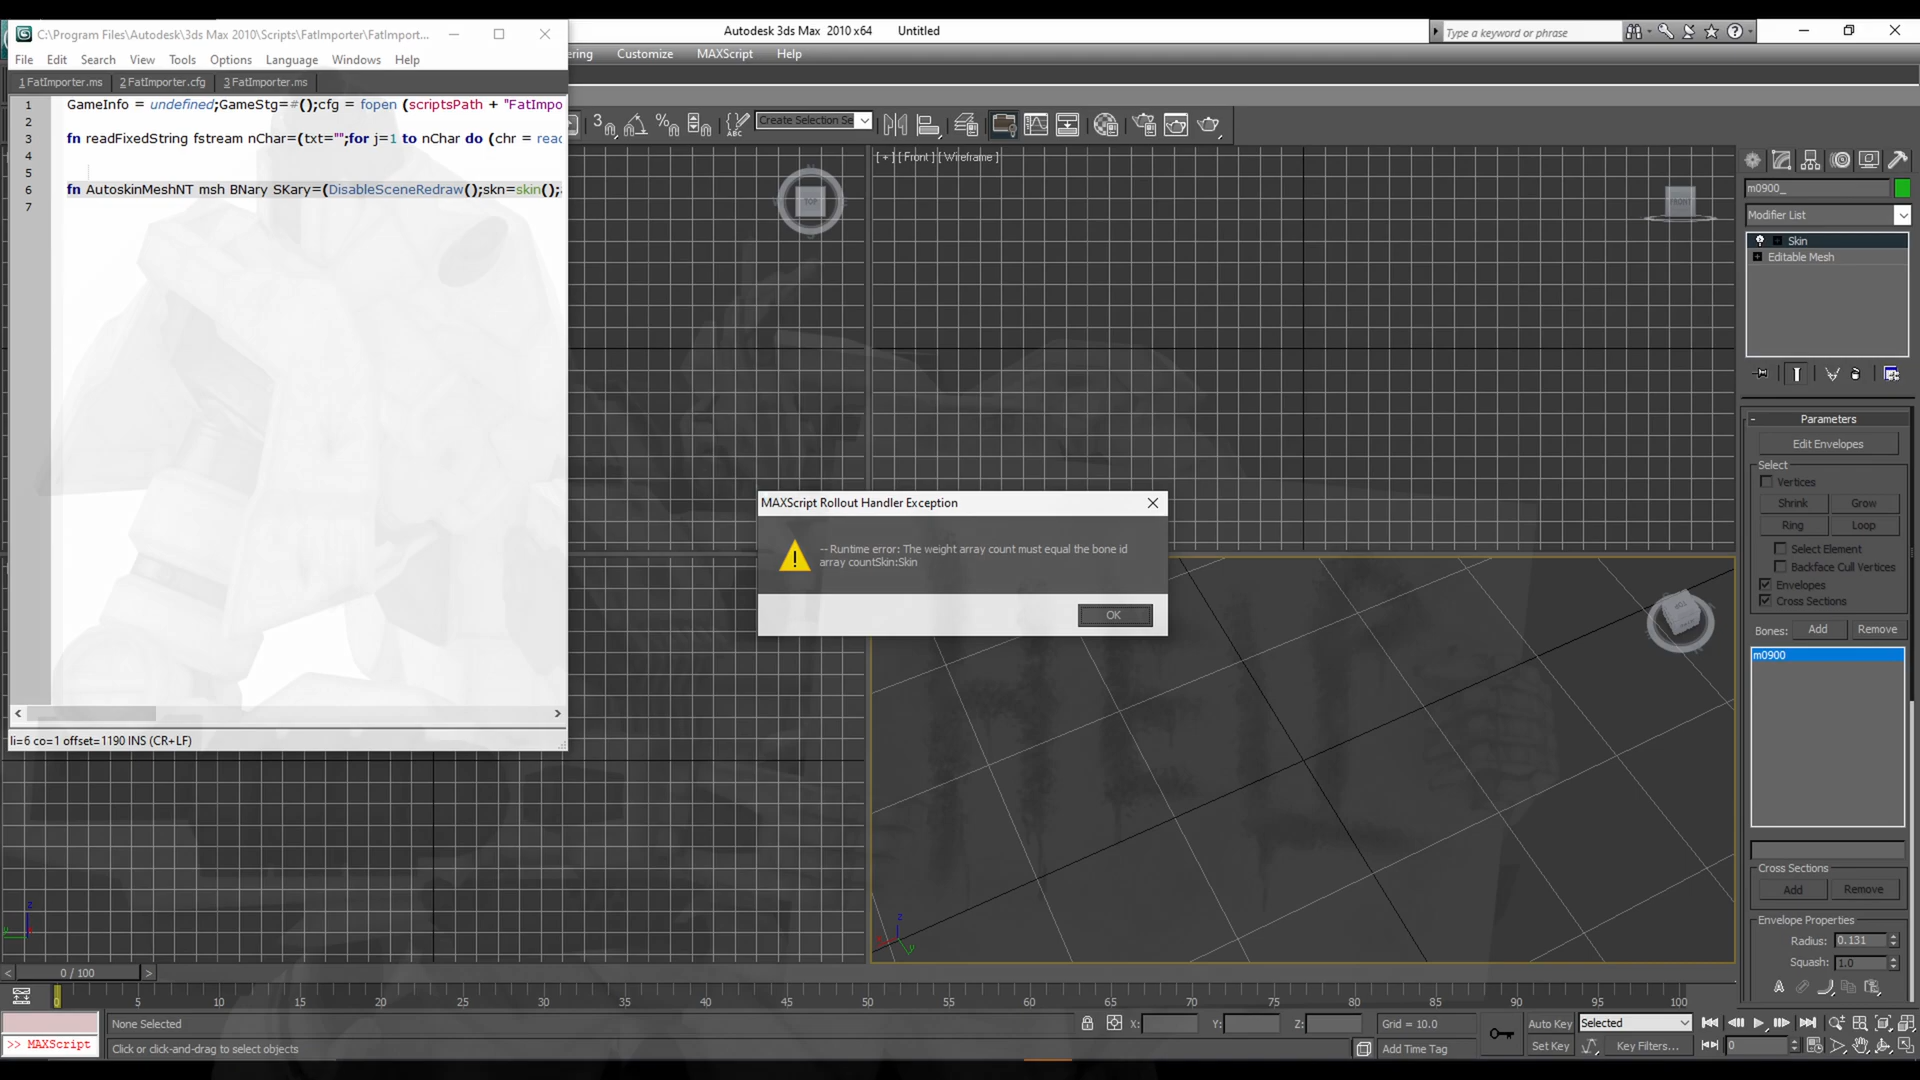 C:\Program Files\Autodesk\3ds Max 2010\Scripts\FatImporter\FatImport...
File Edit Search View Tools Options Language Windows Help
1 FatImporter.ms 2 FatImporter.cfg 3 FatImporter.ms
1 GameInfo = undefined;GameStg=#();cfg = fopen (scriptsPath + "FatImpo
2
3 fn readFixedString fstream nChar=(txt="";for j=1 to nChar do (chr = read
4
5
6 fn AutoskinMeshNT msh BNary SKary=(DisableSceneRedraw();skn=skin();
7
li=6 co=1 offset=1190 INS (CR+LF)
Autodesk 3ds Max 2010 x64 Untitled
Type a keyword or phrase
ering Customize MAXScript Help
3 % ABC Create Selection Se
[ + ] [ Front ] [ Wireframe ]
TOP
FRONT
m0900_
Modifier List
Skin
Editable Mesh
Parameters
Edit Envelopes
Select
Vertices
Shrink Grow
Ring Loop
Select Element
Backface Cull Vertices
Envelopes
Cross Sections
Bones: Add Remove
m0900
Cross Sections
Add Remove
Envelope Properties
Radius: 0.131
Squash: 1.0
A
MAXScript Rollout Handler Exception
-- Runtime error: The weight array count must equal the bone id
array countSkin:Skin
OK
z
y
z
y
0 / 100
0 5 10 15 20 25 30 35 40 45 50 55 60 65 70 75 80 85 90 95 100
None Selected X: Y: Z: Grid = 10.0 Auto Key Selected
>> MAXScript Click or click-and-drag to select objects Add Time Tag Set Key Key Filters... 0